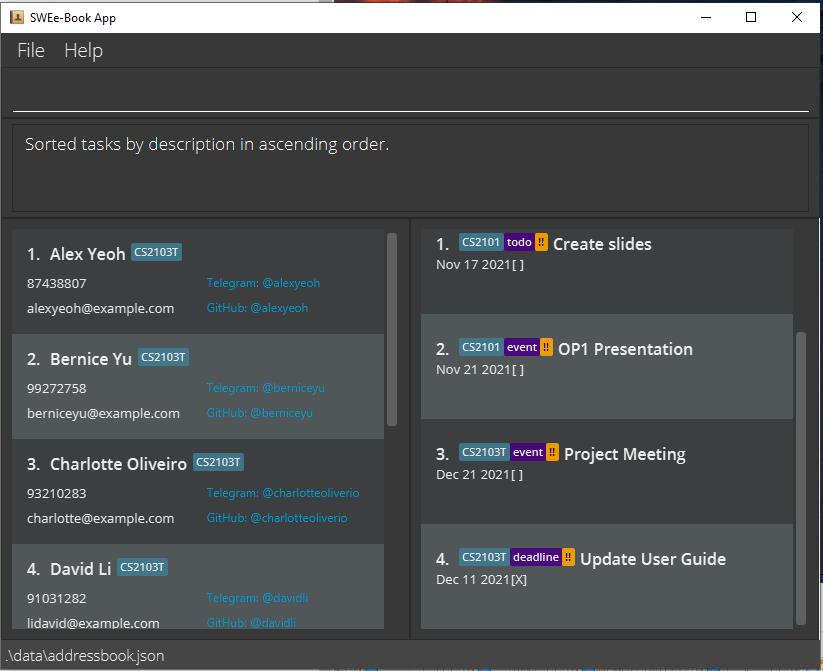 SWEe-Book App
File Help
Sorted tasks by description in ascending order.
1. Alex Yeoh CS2103T
87438807 Telegram: @alexyeoh
alexyeoh@example.com GitHub: @alexyeoh
2. Bernice Yu CS2103T
99272758 Telegram: @berniceyu
berniceyu@example.com GitHub: @berniceyu
3. Charlotte Oliveiro CS2103T
93210283 Telegram: @charlotteoliverio
charlotte@example.com GitHub: @charlotteoliverio
4. David Li CS2103T
91031282 Telegram: @davidli
lidavid@example.com GitHub: @davidli
1. CS2101 todo !! Create slides
Nov 17 2021[ ]
2. CS2101 event !! OP1 Presentation
Nov 21 2021[ ]
3. CS2103T event !! Project Meeting
Dec 21 2021[ ]
4. CS2103T deadline !! Update User Guide
Dec 11 2021[X]
.\data\addressbook.json